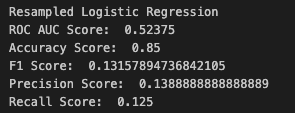 Resampled Logistic Regression
ROC AUC Score:  0.52375
Accuracy Score:  0.85
F1 Score:  0.13157894736842105
Precision Score:  0.1388888888888889
Recall Score:  0.125